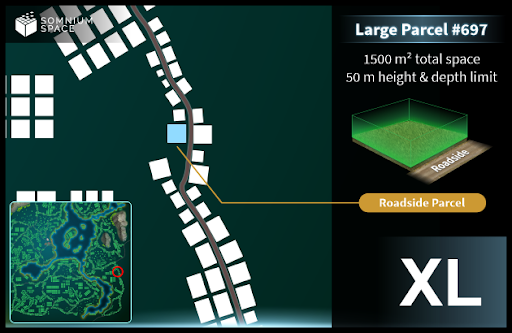 SOMNIUM
SPACE
Large Parcel #697
1500 m² total space
50 m height & depth limit
Roadside
Roadside Parcel
XL